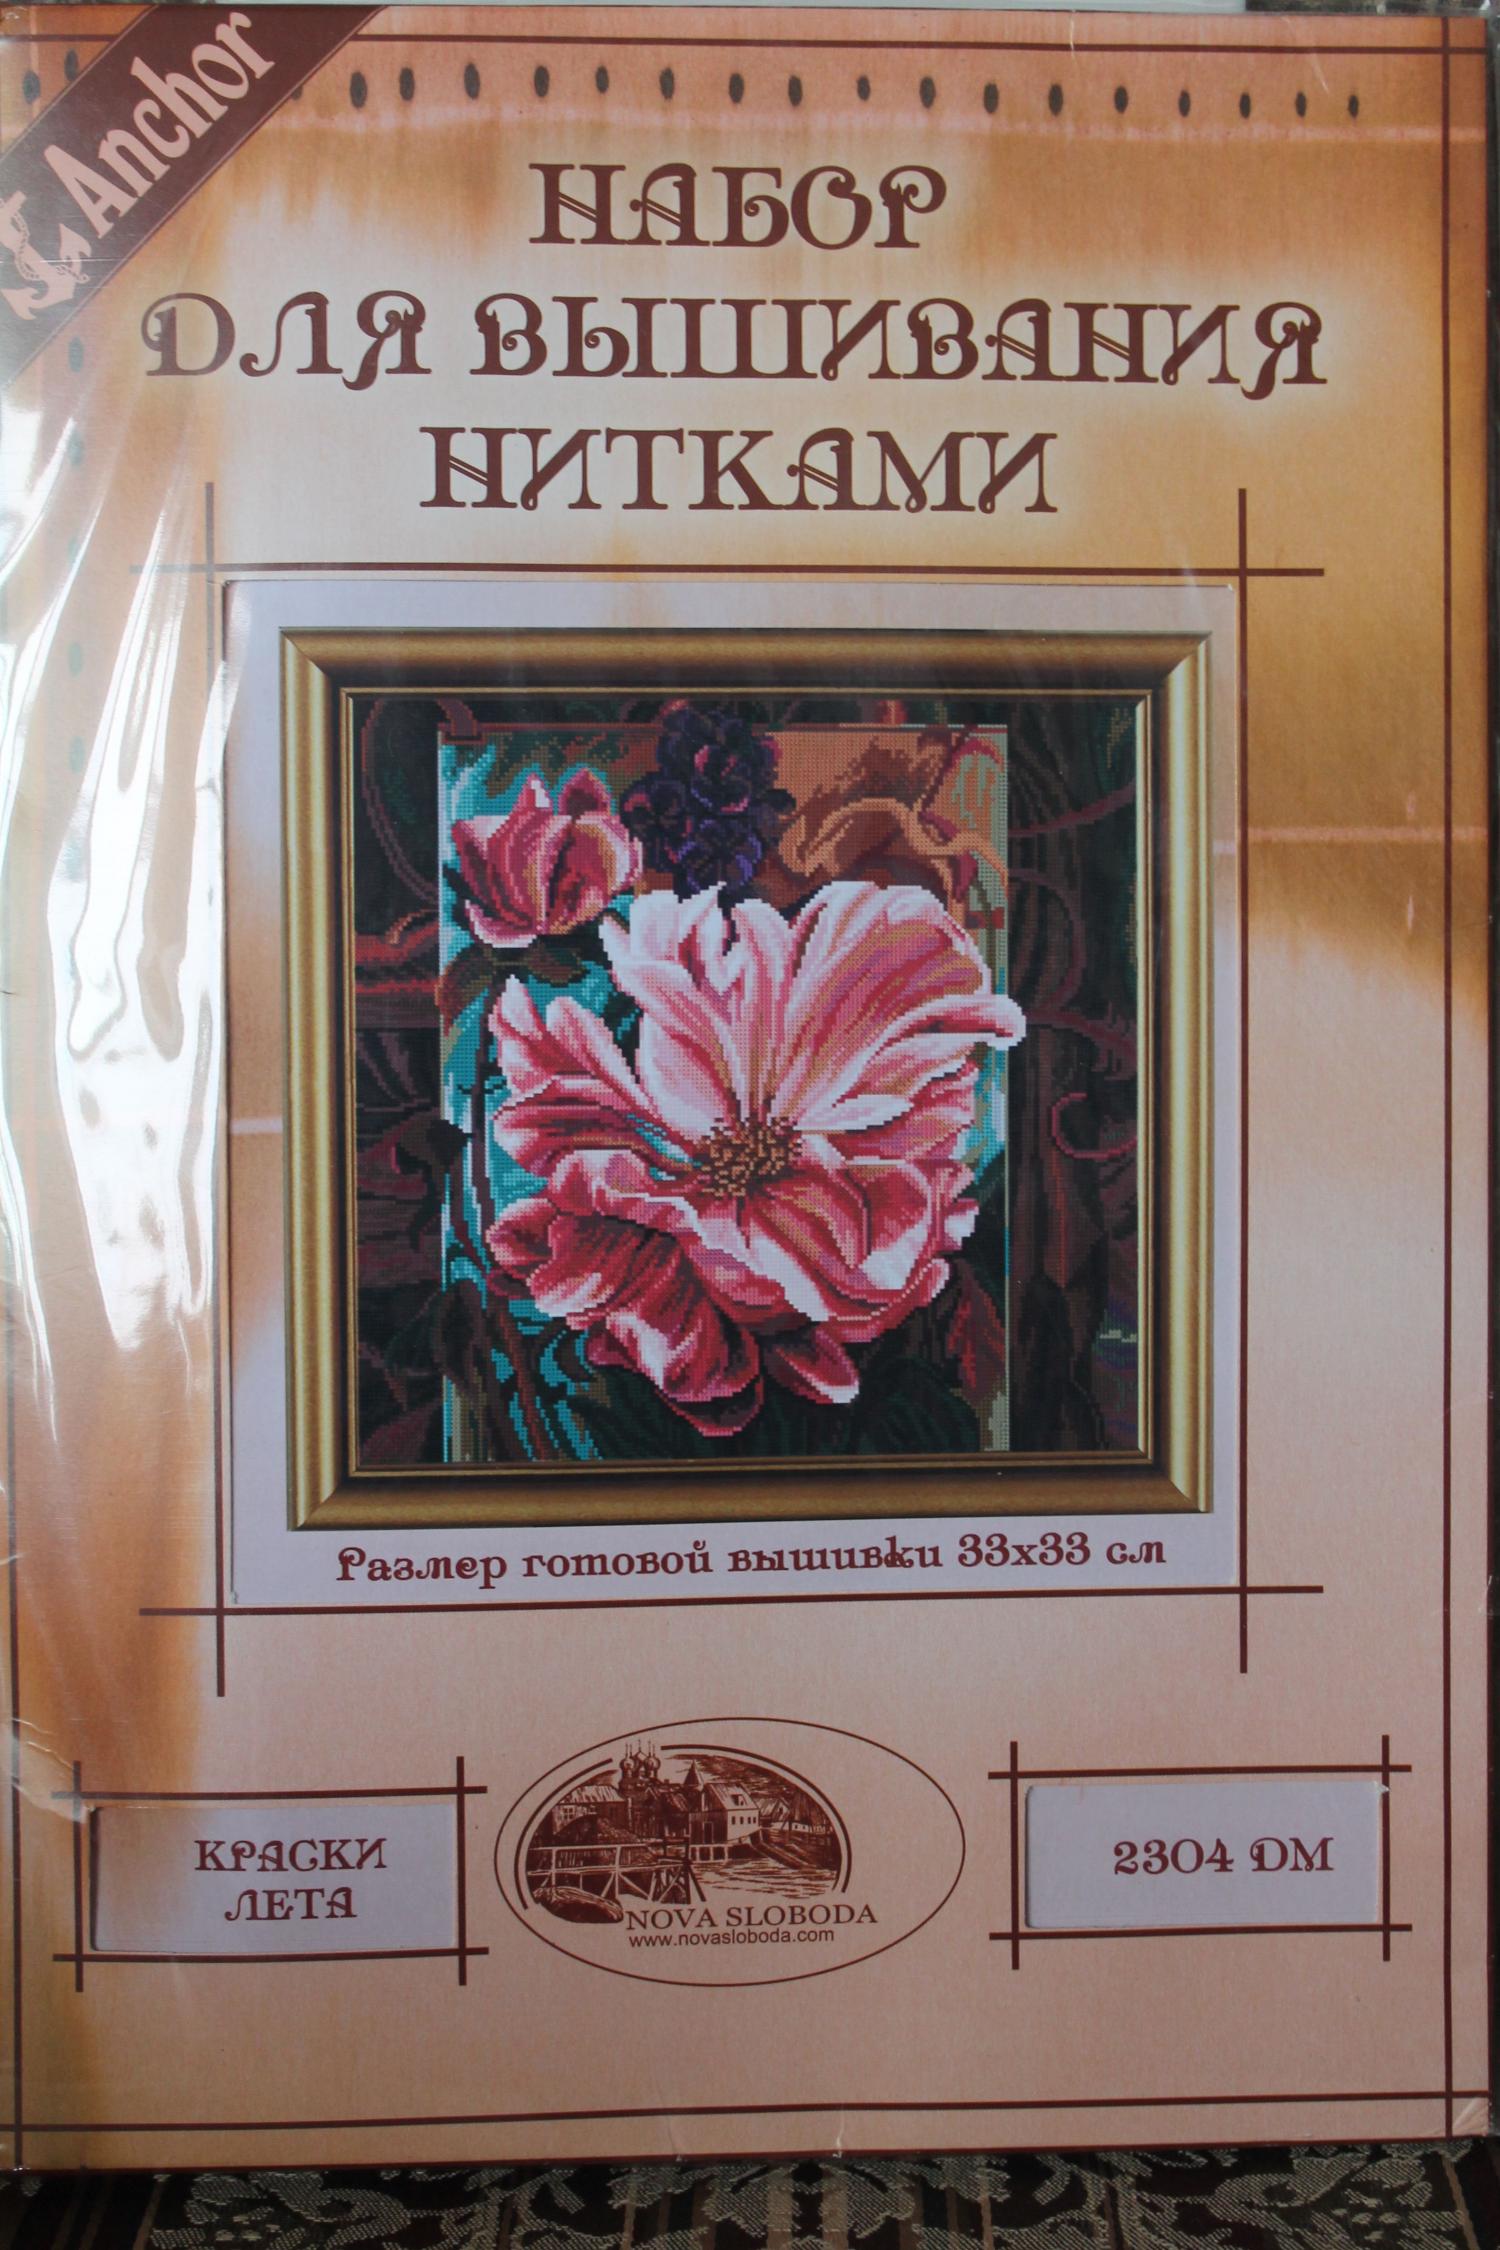 Anchor
НАБОР
ДЛЯ ВЫШИВАНИЯ
НИТКАМИ
Размер готовой вышивки 33х33 см
КРАСКИ
ЛЕТА
NOVA SLOBODA
www.novasloboda.com
2304 DM